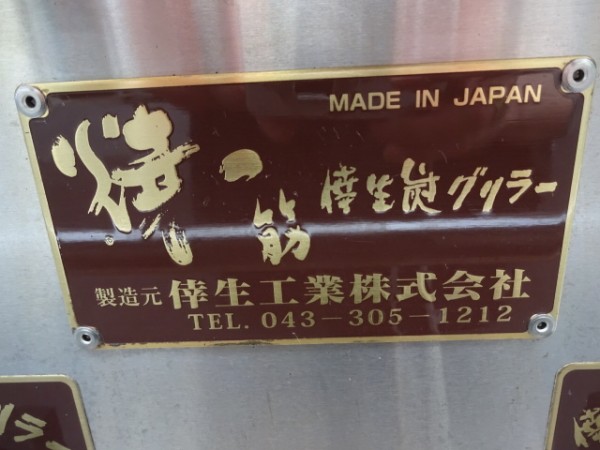 MADE IN JAPAN
一筋
倖生炭グリラー
製造元 倖生工業株式会社
TEL. 043-305-1212